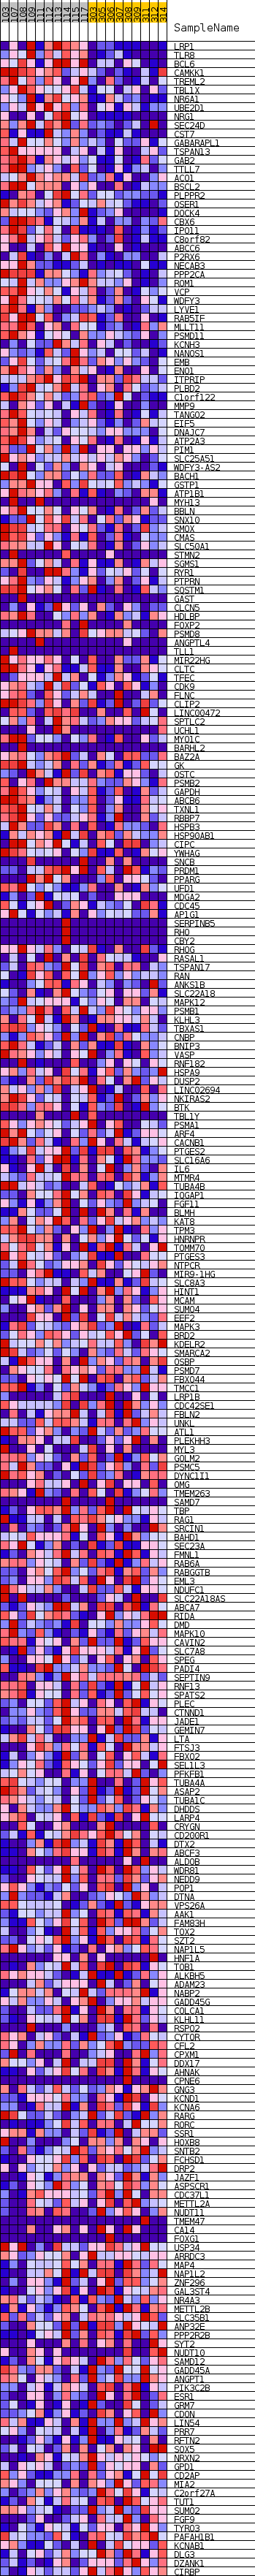 SampleName
LRP1
TLR8
BCL6
CAMKK1
TREML2
TBL1X
NR6A1
UBE2D1
NRG1
SEC24D
CST7
GABARAPL1
TSPAN13
GAB2
TTLL7
ACO1
BSCL2
PLPPR2
OSER1
DOCK4
CBX6
IPO11
C8orf82
ABCC6
P2RX6
NECAB3
PPP2CA
ROM1
VCP
WDFY3
LYVE1
RAB5IF
MLLT11
PSMD11
KCNH3
NANOS1
EMB
ENO1
ITPRIP
PLBD2
C1orf122
MMP9
TANGO2
EIF5
DNAJC7
ATP2A3
PIM1
SLC25A51
WDFY3-AS2
BACH1
GSTP1
ATP1B1
MYH13
BBLN
SNX10
SMOX
CMAS
SLC50A1
STMN2
SGMS1
RYR1
PTPRN
SQSTM1
GAST
CLCN5
HDLBP
FOXP2
PSMD8
ANGPTL4
TLL1
MIR22HG
CLTC
TFEC
CDK9
FLNC
CLIP2
LINC00472
SPTLC2
UCHL1
MYO1C
BARHL2
BAZ2A
GK
OSTC
PSMB2
GAPDH
ABCB6
TXNL1
RBBP7
HSPB3
HSP90AB1
CIPC
YWHAG
SNCB
PRDM1
PPARG
UFD1
MDGA2
CDC45
AP1G1
SERPINB5
RHO
CBY2
RHOG
RASAL1
TSPAN17
RAN
ANKS1B
SLC22A18
MAPK12
PSMB1
KLHL3
TBXAS1
CNBP
BNIP3
VASP
RNF182
HSPA9
DUSP2
LINC02694
NKIRAS2
BTK
TBL1Y
PSMA1
ARF4
CACNB1
PTGES2
SLC16A6
IL6
MTMR4
TUBA4B
IQGAP1
FGF11
BLMH
KAT8
TPM3
HNRNPR
TOMM70
PTGES3
NTPCR
MIR9-1HG
SLC8A3
HINT1
MCAM
SUMO4
EEF2
MAPK3
BRD2
KDELR2
SMARCA2
OSBP
PSMD7
FBXO44
TMCC1
LRP1B
CDC42SE1
FBLN2
UNKL
ATL1
PLEKHH3
MYL3
GOLM2
PSMC5
DYNC1I1
OMG
TMEM263
SAMD7
TBP
RAG1
SRCIN1
BAHD1
SEC23A
FMNL1
RAB6A
RABGGTB
EML3
NDUFC1
SLC22A18AS
ABCA7
RIDA
DMD
MAPK10
CAVIN2
SLC7A8
SPEG
PADI4
SEPTIN9
RNF13
SPATS2
PLEC
CTNND1
JADE1
GEMIN7
LTA
FTSJ3
FBXO2
SEL1L3
PFKFB1
TUBA4A
ASAP2
TUBA1C
DHDDS
LARP4
CRYGN
CD200R1
DTX2
ABCF3
ALDOB
WDR81
NEDD9
POP1
DTNA
VPS26A
AAK1
FAM83H
TOX2
SZT2
NAP1L5
HNF1A
TOB1
ALKBH5
ADAM23
NABP2
GADD45G
COLCA1
KLHL11
RSPO2
CYTOR
CFL2
CPXM1
DDX17
AHNAK
CPNE6
GNG3
KCND1
KCNA6
RARG
RORC
SSR1
HOXB8
SNTB2
FCHSD1
DRP2
JAZF1
ASPSCR1
CDC37L1
METTL2A
NUDT11
TMEM47
CA14
FOXG1
USP34
ARRDC3
MAP4
NAP1L2
ZNF296
GAL3ST4
NR4A3
METTL2B
SLC35B1
ANP32E
PPP2R2B
SYT2
NUDT10
SAMD12
GADD45A
ANGPT1
PIK3C2B
ESR1
GRM7
CDON
LIN54
PRR7
RFTN2
SOX5
NRXN2
GPD1
CD2AP
MIA2
C2orf27A
TUT1
SUMO2
FGF9
TYRO3
PAFAH1B1
KCNAB1
DLG3
DZANK1
CIRBP